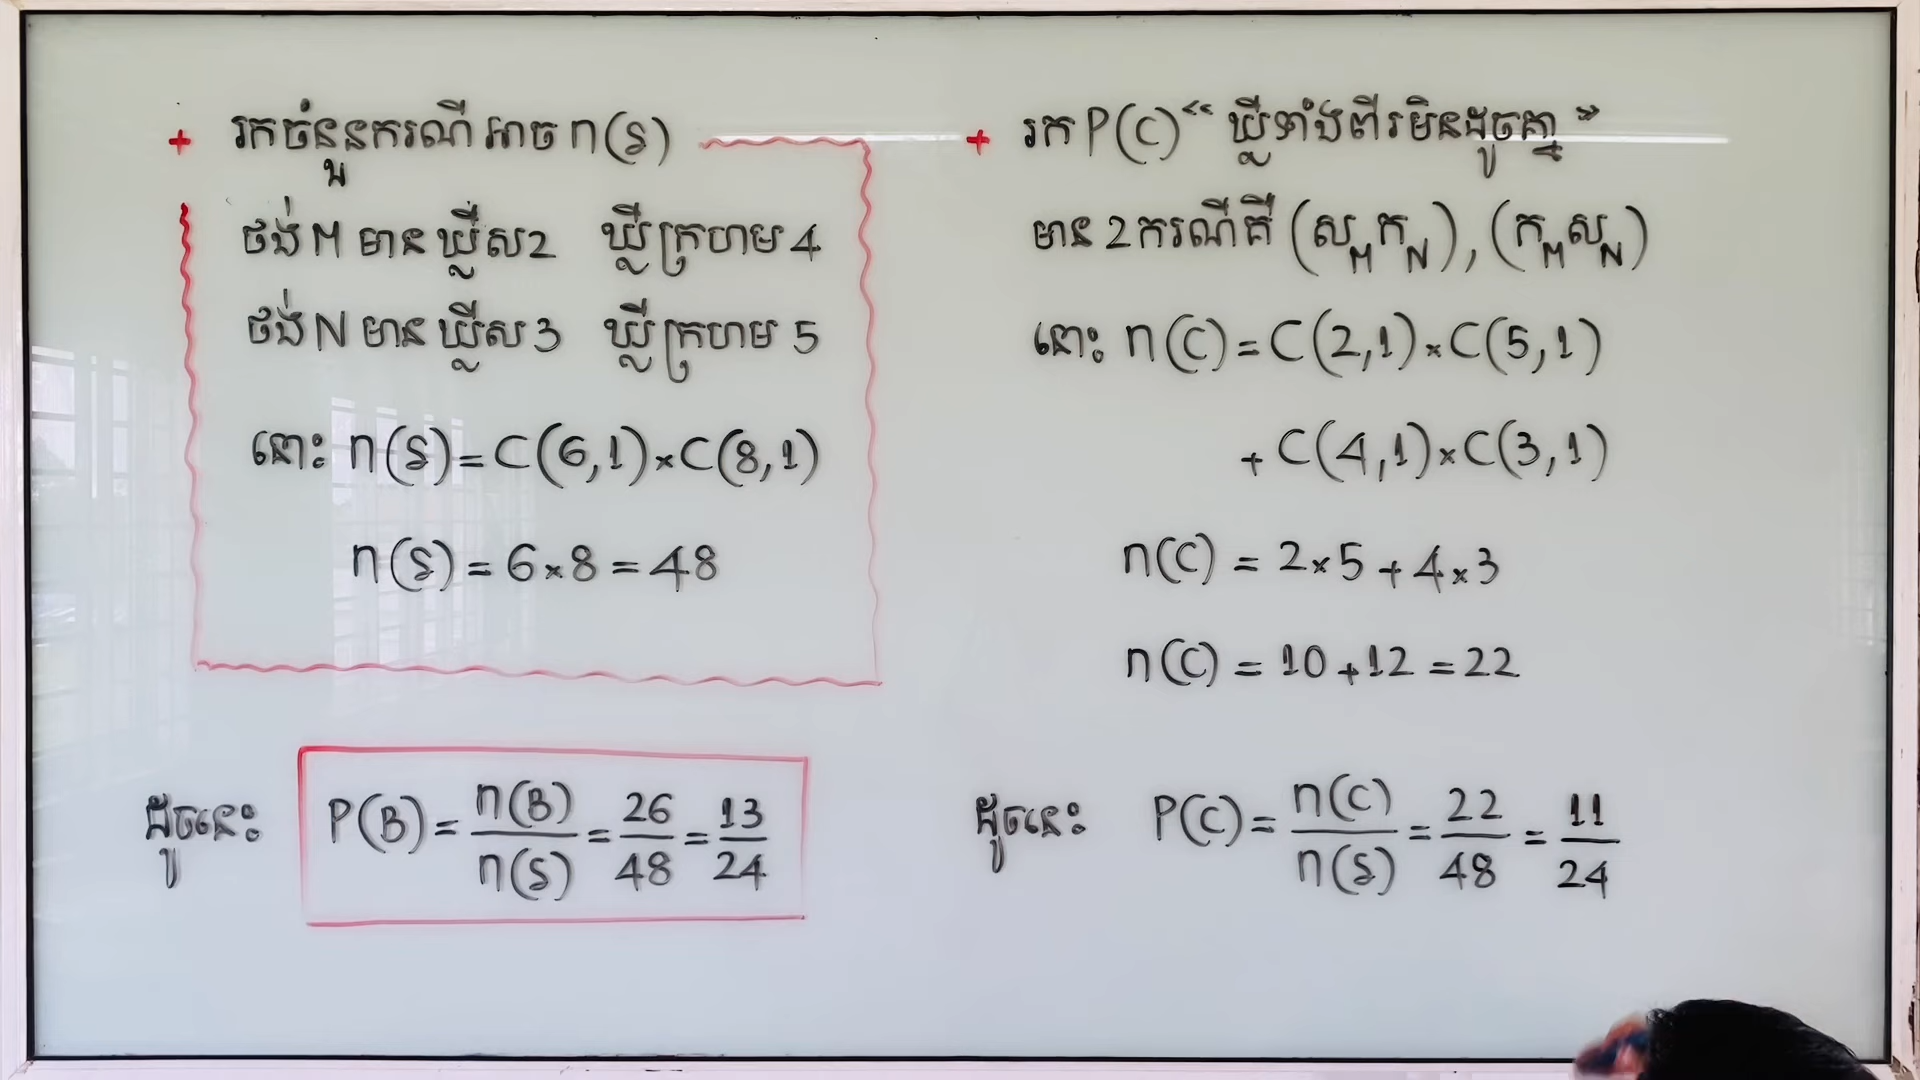 + រកចំនួនករណីអាច n(S)
ថង់ M មានឃ្លីស 2 ឃ្លីក្រហម 4
ថង់ N មានឃ្លីស 3 ឃ្លីក្រហម 5
នោះ n(S) = C(6,1) × C(8,1)
n(S) = 6 × 8 = 48
ដូចនេះ P(B) = n(B)/n(S) = 26/48 = 13/24
+ រក P(C) “ ឃ្លីទាំងពីរមិនដូចគ្នា ”
មាន 2 ករណីគឺ (ស_M ក_N), (ក_M ស_N)
នោះ n(C) = C(2,1) × C(5,1)
+ C(4,1) × C(3,1)
n(C) = 2 × 5 + 4 × 3
n(C) = 10 + 12 = 22
ដូចនេះ P(C) = n(C)/n(S) = 22/48 = 11/24